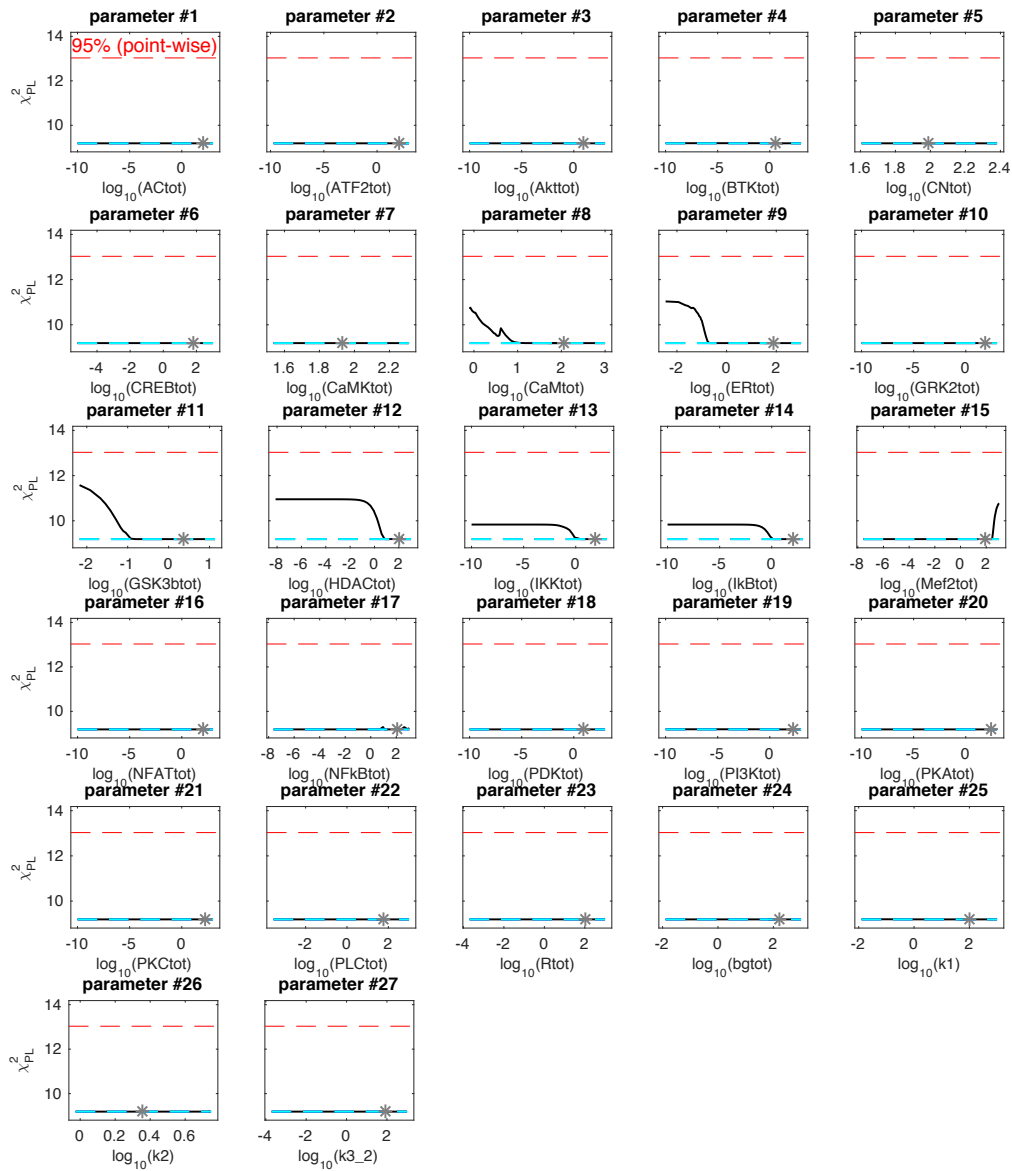 parameter #1 parameter #2 parameter #3 parameter #4 parameter #5
14
95% (point-wise)
12
χ²PL
10
-10 -5 0 -10 -5 0 -10 -5 0 -10 -5 0 1.6 1.8 2 2.2 2.4
log10(ACtot) log10(ATF2tot) log10(Akttot) log10(BTKtot) log10(CNtot)
parameter #6 parameter #7 parameter #8 parameter #9 parameter #10
14
12
χ²PL
10
-4 -2 0 2 1.6 1.8 2 2.2 0 1 2 3 -2 0 2 -10 -5 0
log10(CREBtot) log10(CaMKtot) log10(CaMtot) log10(ERtot) log10(GRK2tot)
parameter #11 parameter #12 parameter #13 parameter #14 parameter #15
14
12
χ²PL
10
-2 -1 0 1 -8 -6 -4 -2 0 2 -10 -5 0 -10 -5 0 -8 -6 -4 -2 0 2
log10(GSK3btot) log10(HDACtot) log10(IKKtot) log10(IkBtot) log10(Mef2tot)
parameter #16 parameter #17 parameter #18 parameter #19 parameter #20
14
12
χ²PL
10
-10 -5 0 -8 -6 -4 -2 0 2 -10 -5 0 -10 -5 0 -10 -5 0
log10(NFATtot) log10(NFkBtot) log10(PDKtot) log10(PI3Ktot) log10(PKAtot)
parameter #21 parameter #22 parameter #23 parameter #24 parameter #25
14
12
χ²PL
10
-10 -5 0 -2 0 2 -4 -2 0 2 -2 0 2 -2 0 2
log10(PKCtot) log10(PLCtot) log10(Rtot) log10(bgtot) log10(k1)
parameter #26 parameter #27
14
12
χ²PL
10
0 0.2 0.4 0.6 -4 -2 0 2
log10(k2) log10(k3_2)